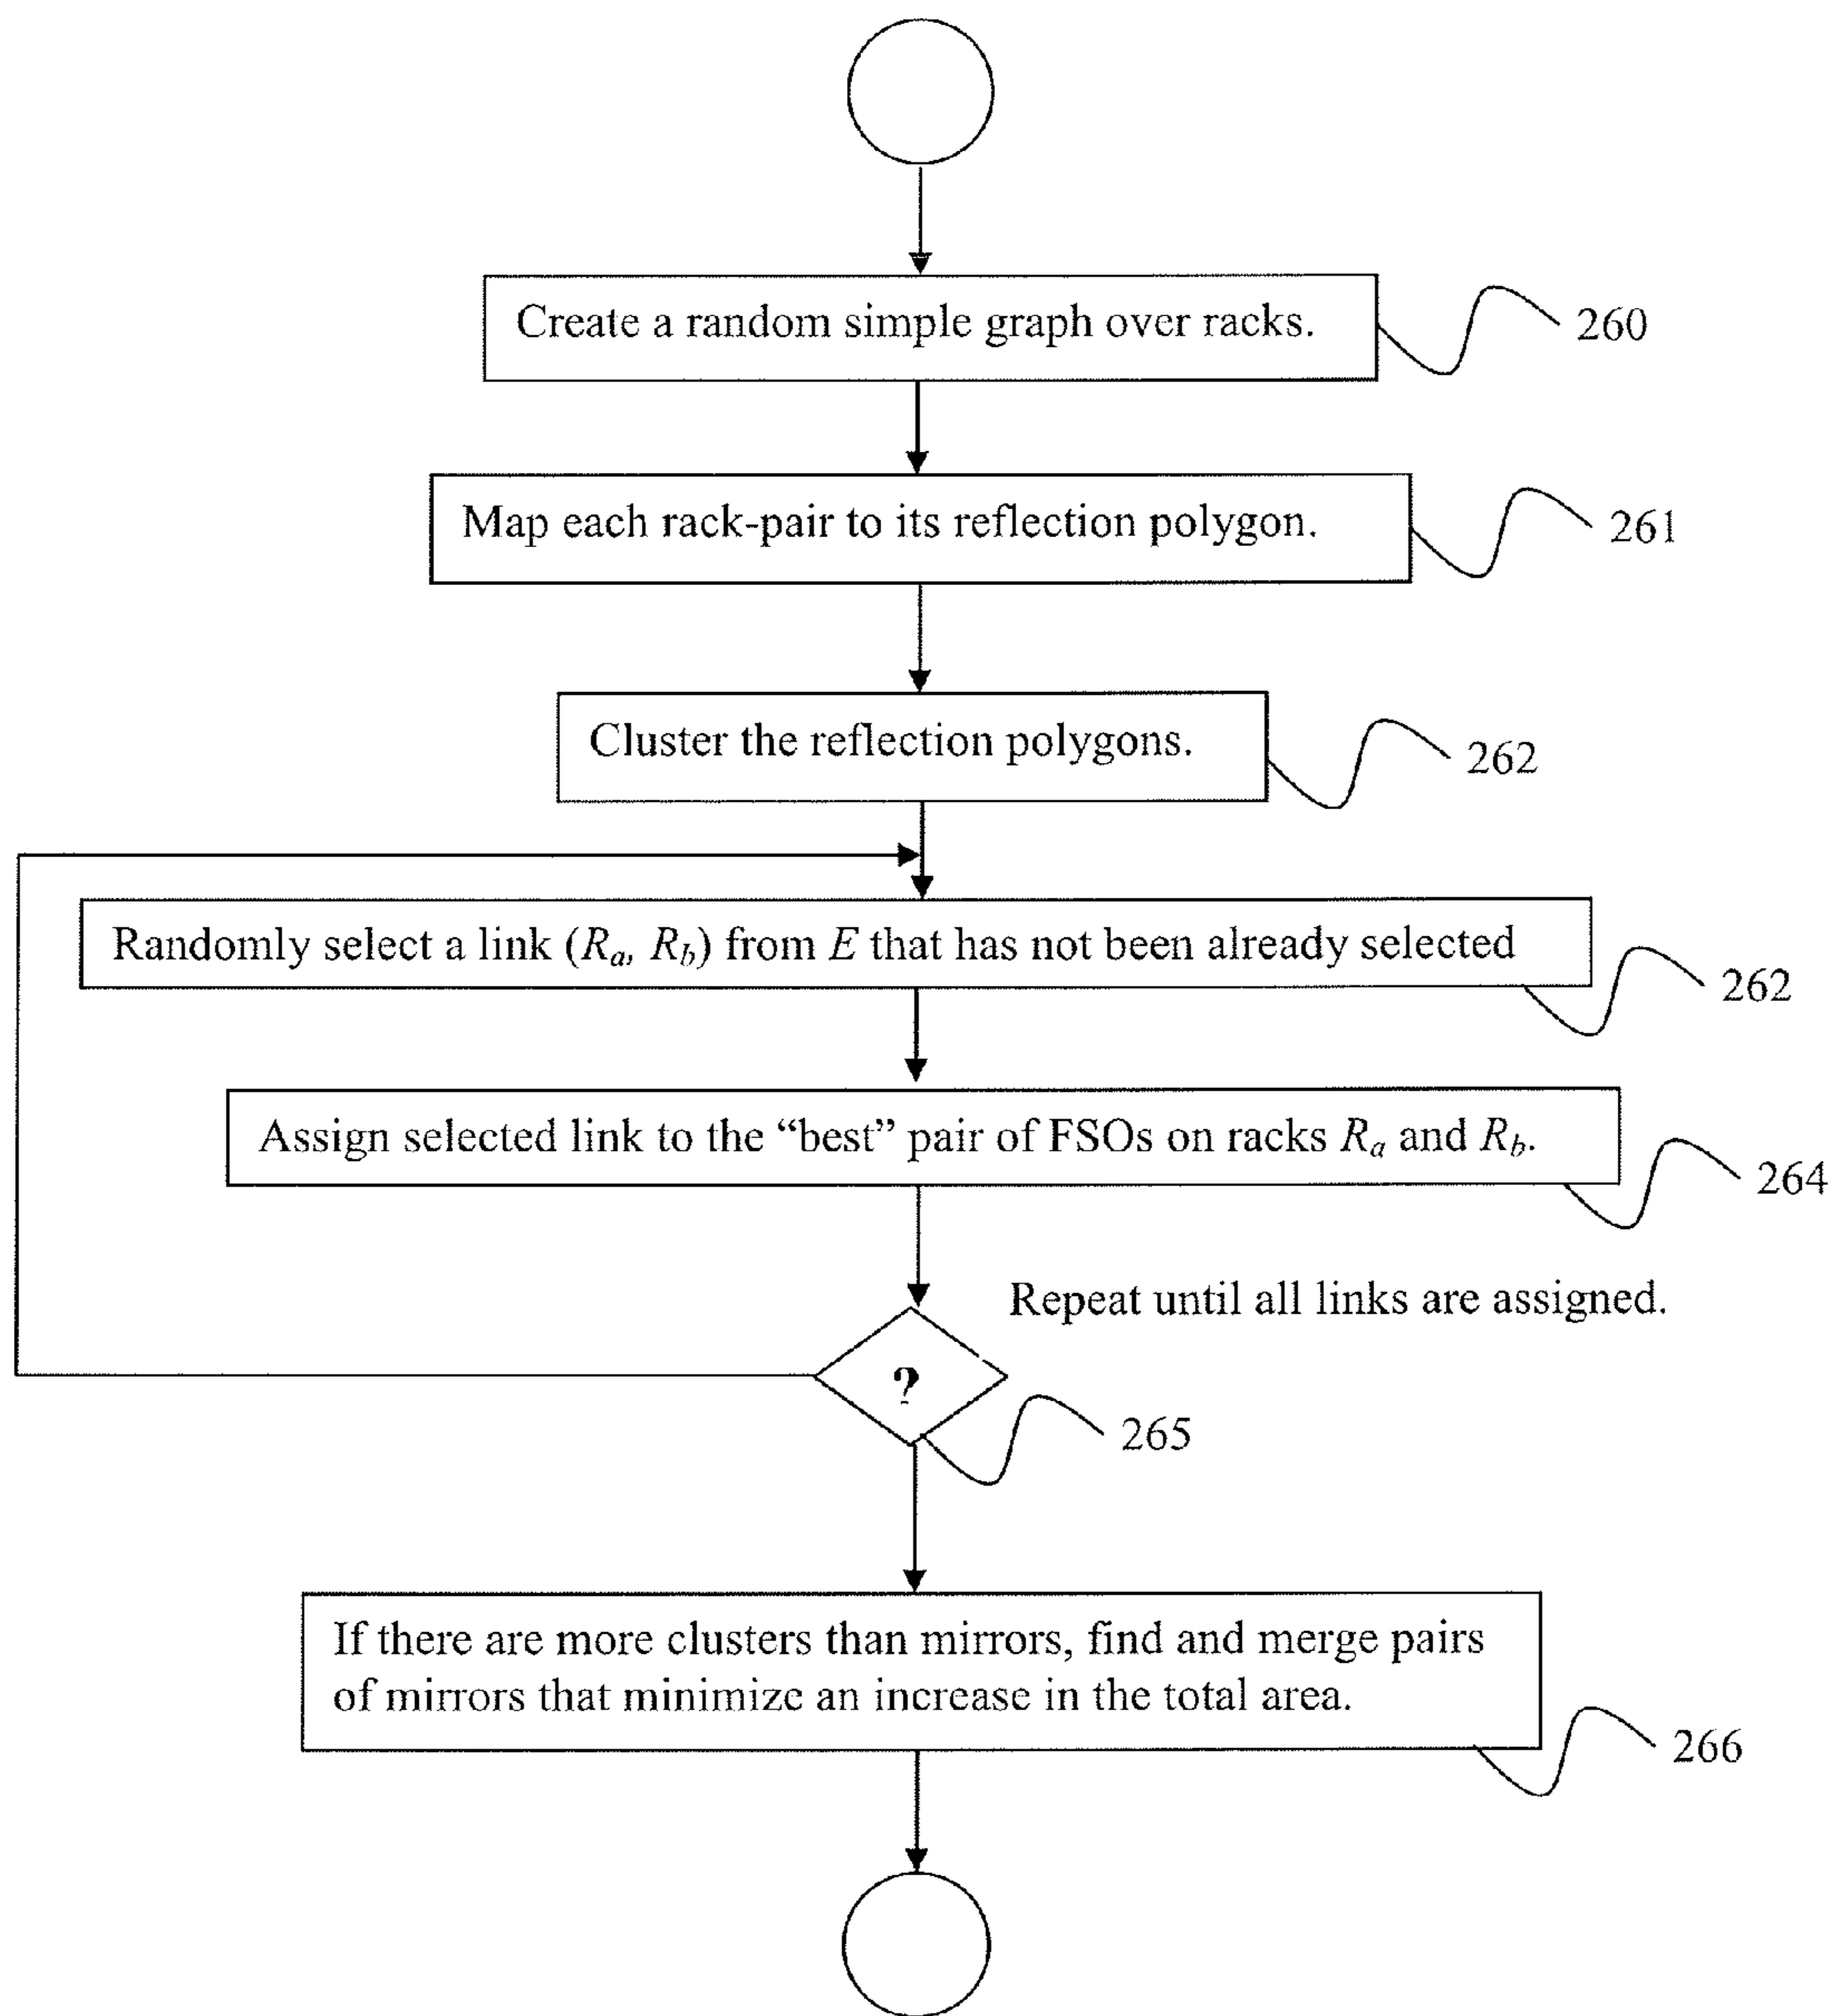 Create a random simple graph over racks.
260
Map each rack-pair to its reflection polygon.
261
Cluster the reflection polygons.
262
Randomly select a link (Ra, Rb) from E that has not been already selected
262
Assign selected link to the “best” pair of FSOs on racks Ra and Rb.
264
Repeat until all links are assigned.
?
265
If there are more clusters than mirrors, find and merge pairs
of mirrors that minimize an increase in the total area.
266